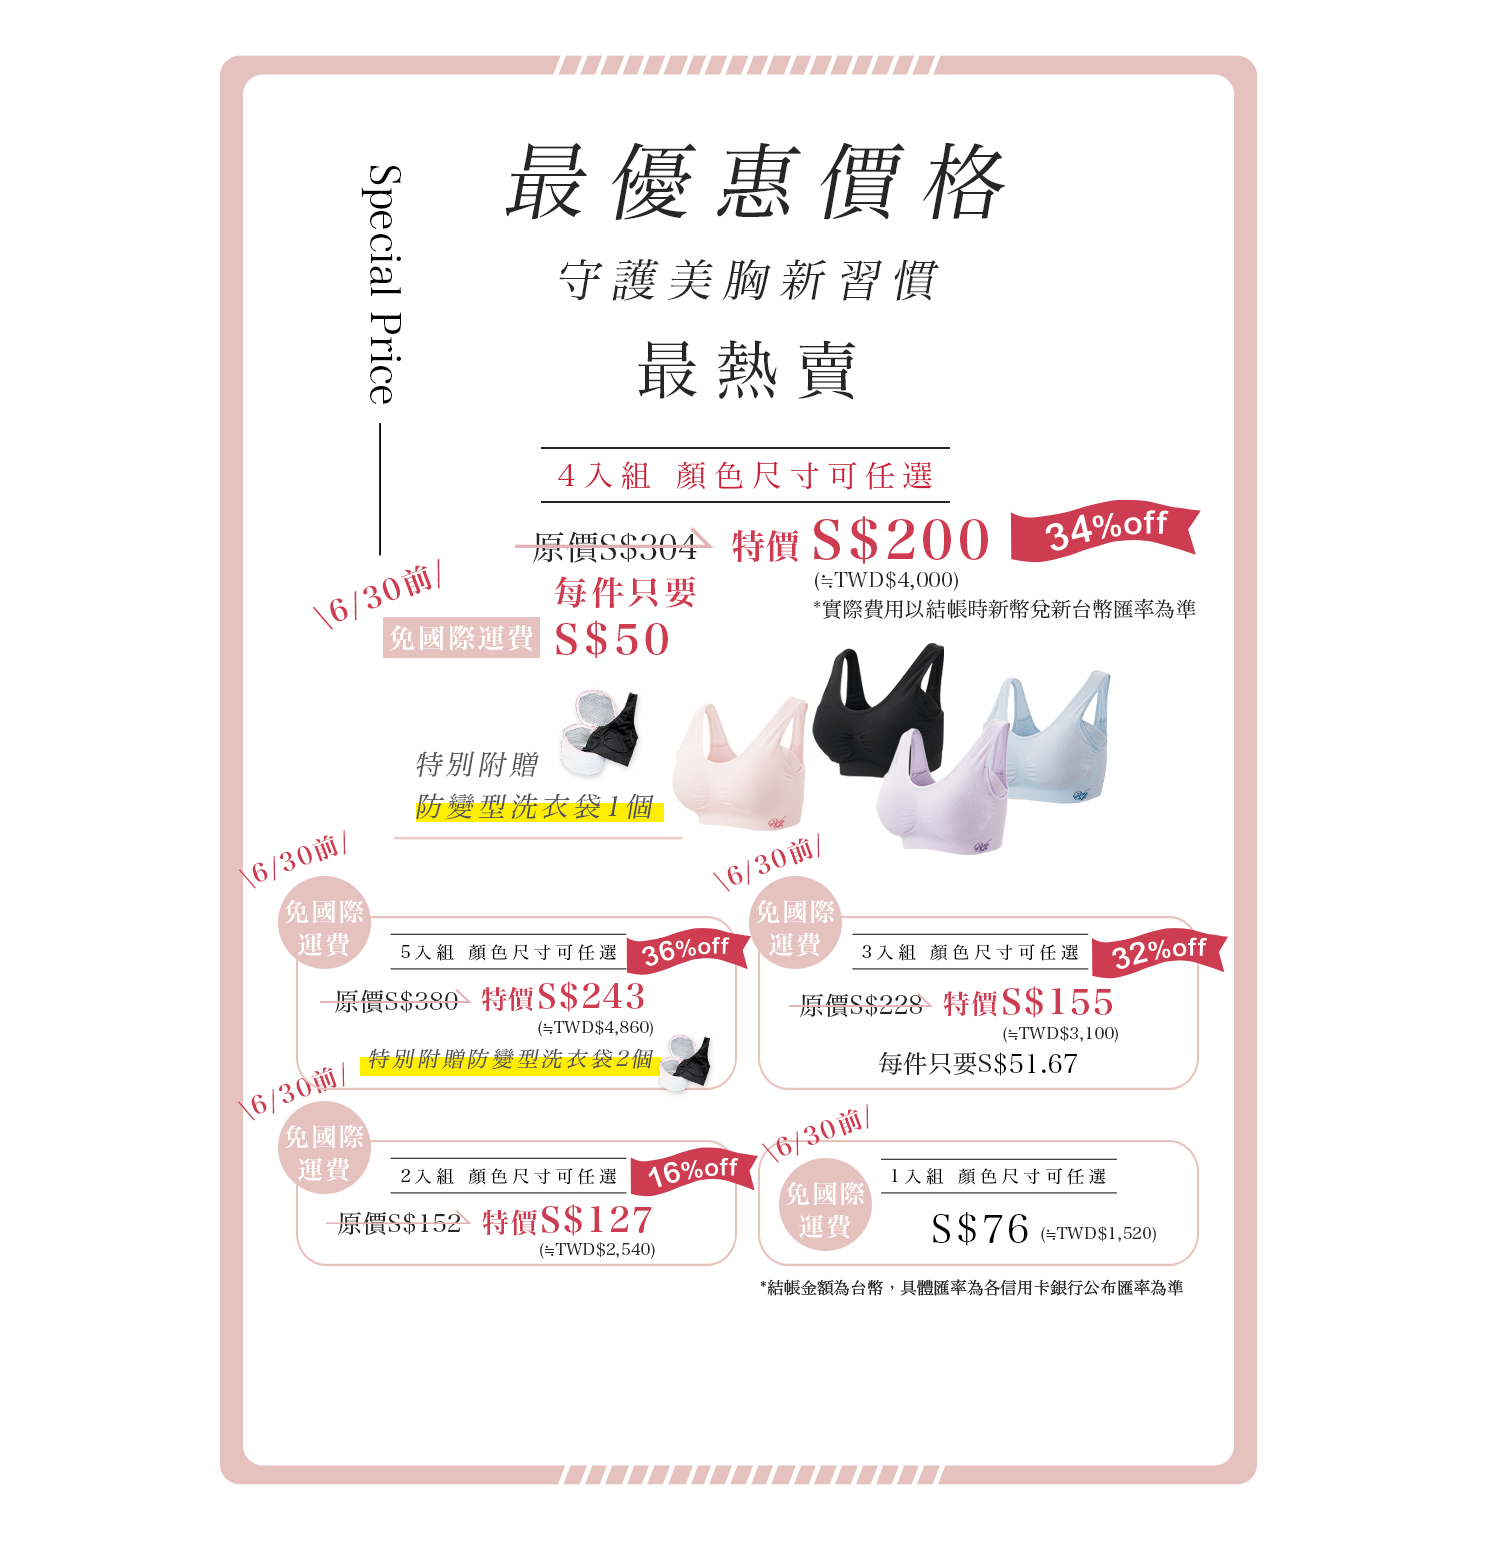 Special Price
最優惠價格
守護美胸新習慣
最熱賣
4入組 顏色尺寸可任選
原價S$304 特價 S$200 34%off
(≒TWD$4,000)
*實際費用以結帳時新幣兌新台幣匯率為準
每件只要
S$50
\6/30前/
免國際運費
特別附贈
防變型洗衣袋1個
\6/30前/
免國際
運費
5入組 顏色尺寸可任選 36%off
原價S$380 特價S$243
(≒TWD$4,860)
特別附贈防變型洗衣袋2個
\6/30前/
免國際
運費
3入組 顏色尺寸可任選 32%off
原價S$228 特價S$155
(≒TWD$3,100)
每件只要S$51.67
\6/30前/
免國際
運費
2入組 顏色尺寸可任選 16%off
原價S$152 特價S$127
(≒TWD$2,540)
\6/30前/
免國際
運費
1入組 顏色尺寸可任選
S$76 (≒TWD$1,520)
*結帳金額為台幣，具體匯率為各信用卡銀行公布匯率為準